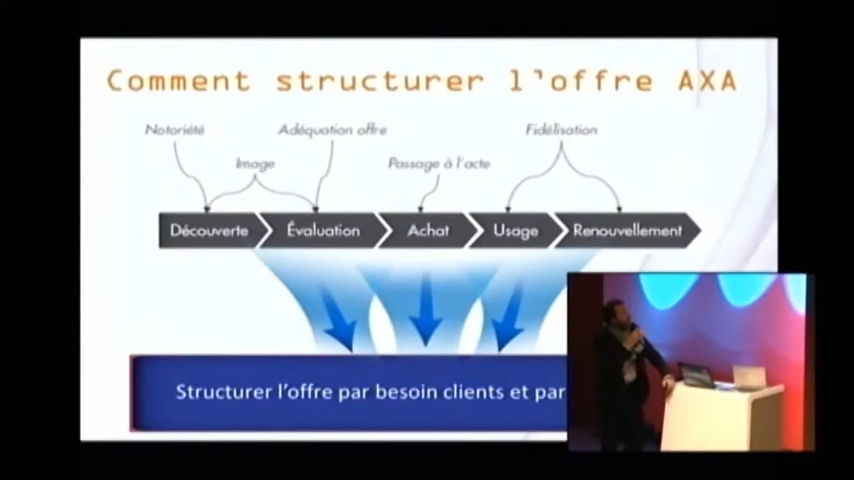 Comment structurer l'offre AXA
Notoriété
Adéquation offre
Fidélisation
Image
Passage à l'acte
Découverte
Évaluation
Achat
Usage
Renouvellement
Structurer l'offre par besoin clients et par